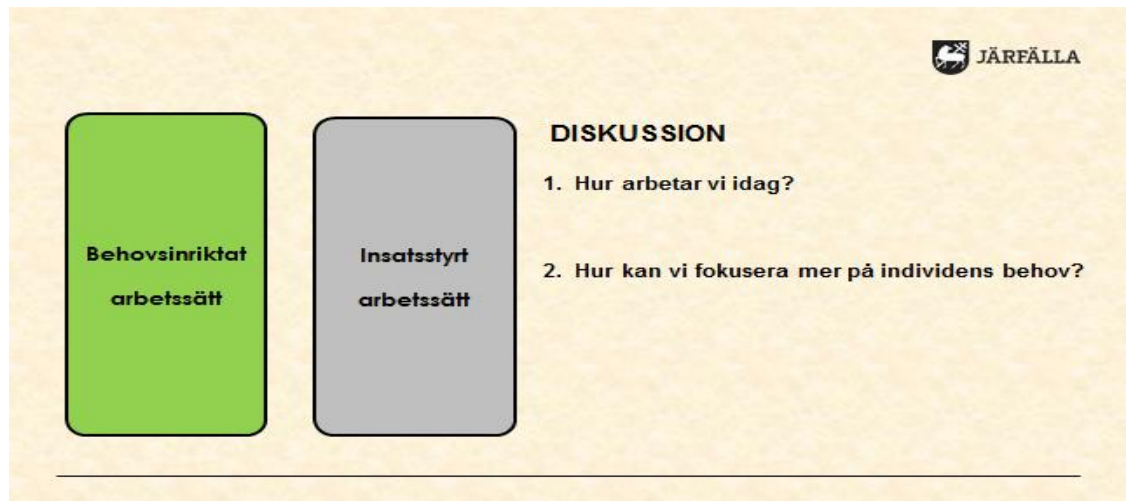 JÄRFÄLLA
Behovsinriktat
arbetssätt
Insatsstyrt
arbetssätt
DISKUSSION
1. Hur arbetar vi idag?
2. Hur kan vi fokusera mer på individens behov?